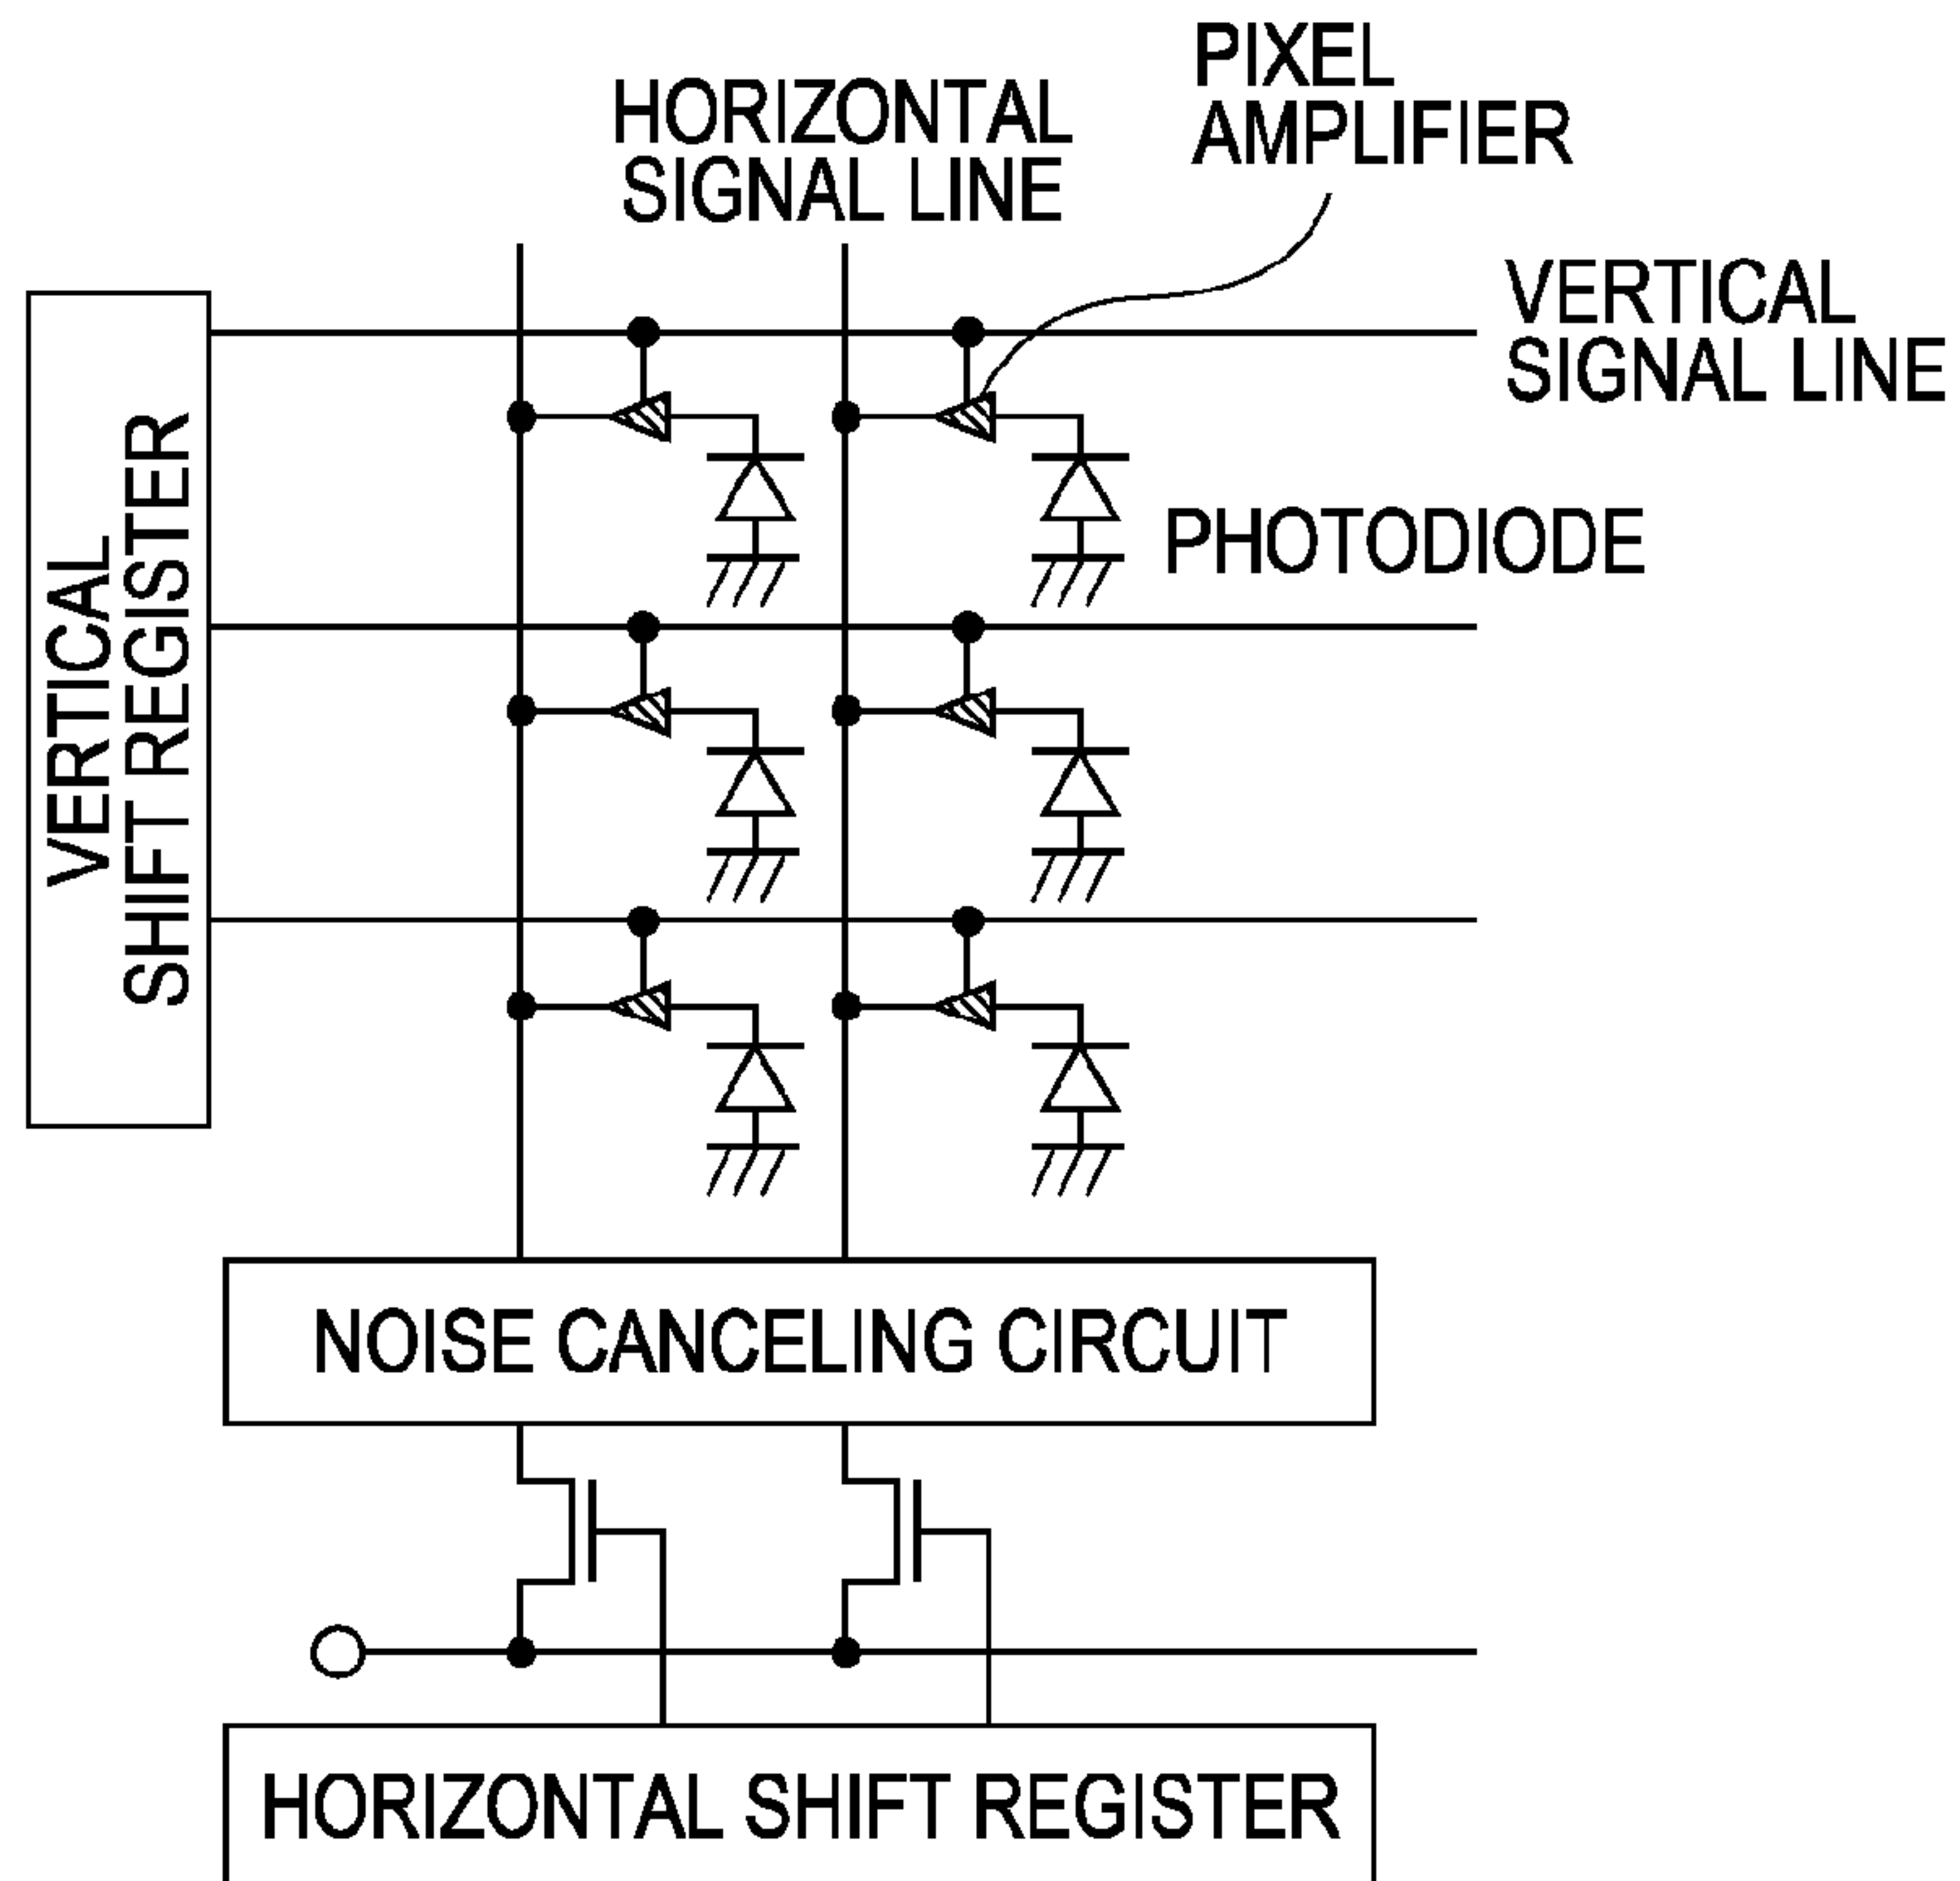 PIXEL
AMPLIFIER
HORIZONTAL
SIGNAL LINE
VERTICAL
SIGNAL LINE
VERTICAL
SHIFT REGISTER
PHOTODIODE
NOISE CANCELING CIRCUIT
HORIZONTAL SHIFT REGISTER